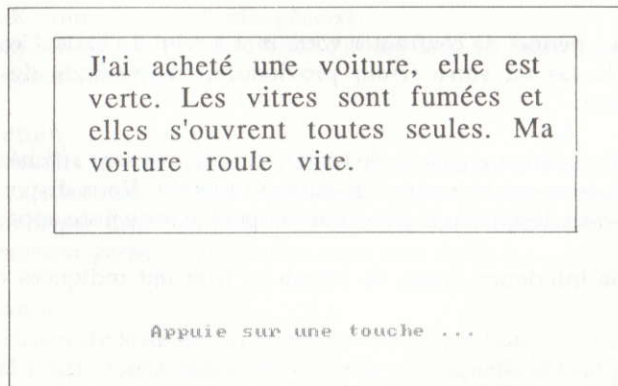 J'ai acheté une voiture, elle est
verte. Les vitres sont fumées et
elles s'ouvrent toutes seules. Ma
voiture roule vite.
Appuie sur une touche ...